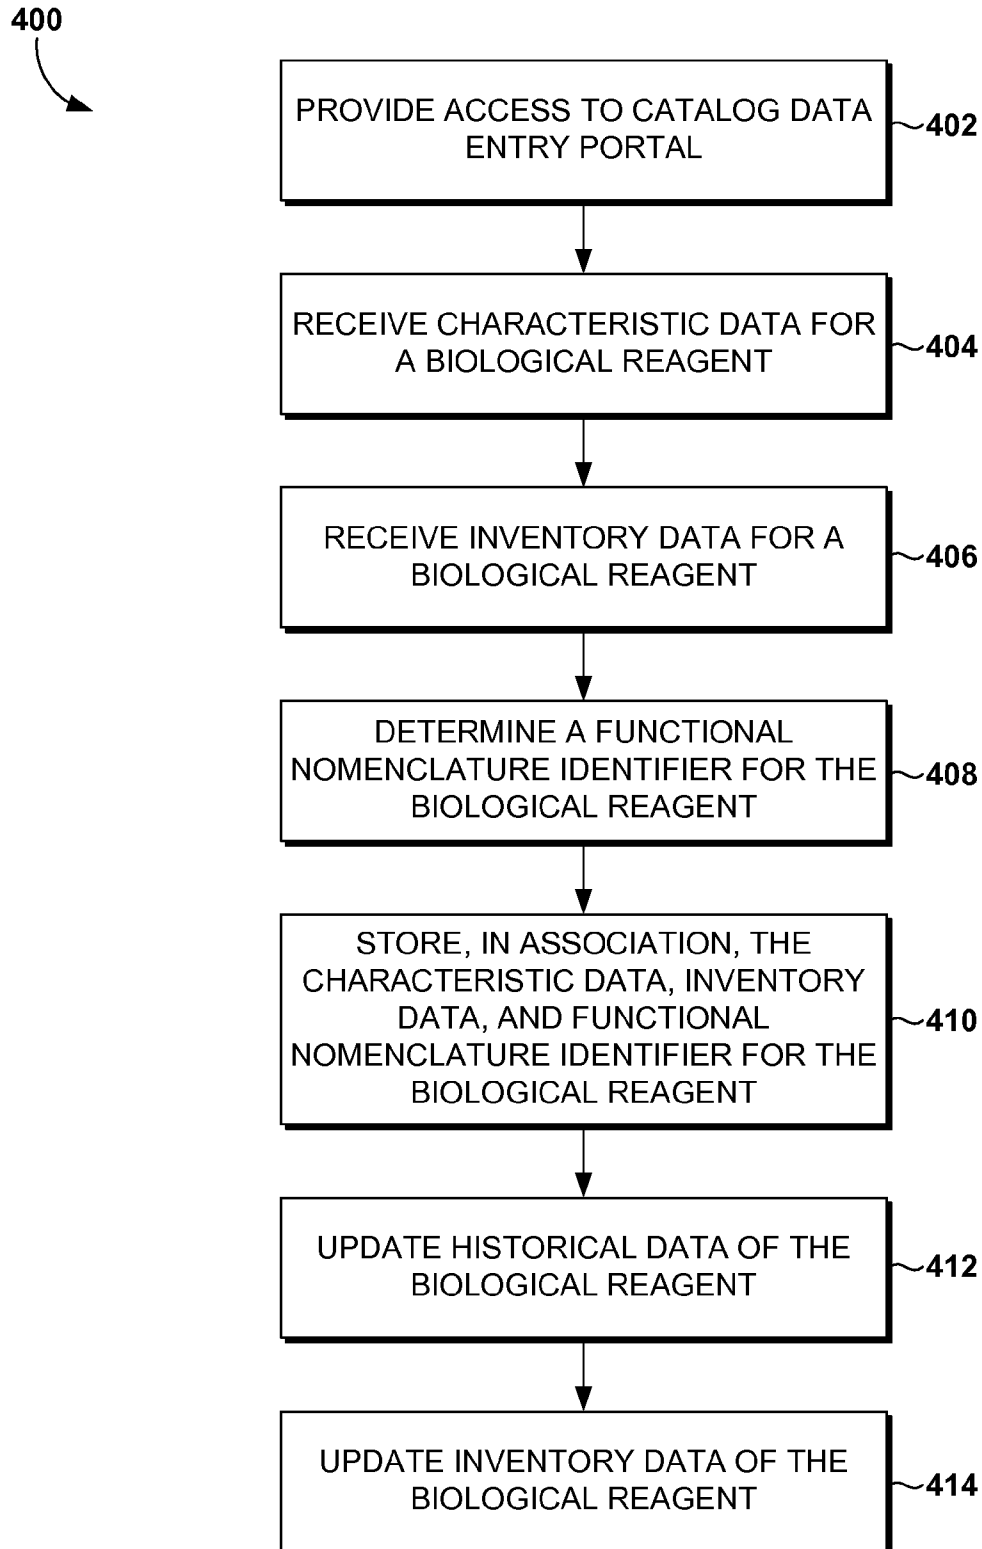 400
PROVIDE ACCESS TO CATALOG DATA
ENTRY PORTAL
402
RECEIVE CHARACTERISTIC DATA FOR
A BIOLOGICAL REAGENT
404
RECEIVE INVENTORY DATA FOR A
BIOLOGICAL REAGENT
406
DETERMINE A FUNCTIONAL
NOMENCLATURE IDENTIFIER FOR THE
BIOLOGICAL REAGENT
408
STORE, IN ASSOCIATION, THE
CHARACTERISTIC DATA, INVENTORY
DATA, AND FUNCTIONAL
NOMENCLATURE IDENTIFIER FOR THE
BIOLOGICAL REAGENT
410
UPDATE HISTORICAL DATA OF THE
BIOLOGICAL REAGENT
412
UPDATE INVENTORY DATA OF THE
BIOLOGICAL REAGENT
414